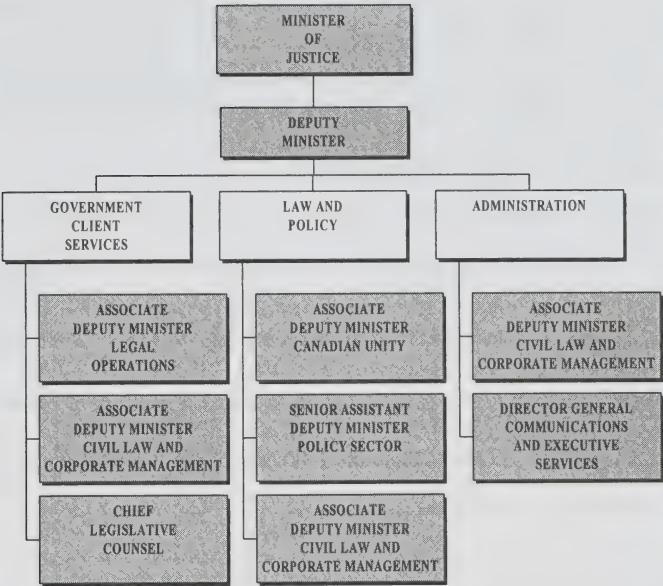 MINISTER
OF
JUSTICE
DEPUTY
MINISTER
GOVERNMENT
CLIENT
SERVICES
LAW AND
POLICY
ADMINISTRATION
ASSOCIATE
DEPUTY MINISTER
LEGAL
OPERATIONS
ASSOCIATE
DEPUTY MINISTER
CIVIL LAW AND
CORPORATE MANAGEMENT
CHIEF
LEGISLATIVE
COUNSEL
ASSOCIATE
DEPUTY MINISTER
CANADIAN UNITY
SENIOR ASSISTANT
DEPUTY MINISTER
POLICY SECTOR
ASSOCIATE
DEPUTY MINISTER
CIVIL LAW AND
CORPORATE MANAGEMENT
ASSOCIATE
DEPUTY MINISTER
CIVIL LAW AND
CORPORATE MANAGEMENT
DIRECTOR GENERAL
COMMUNICATIONS
AND EXECUTIVE
SERVICES